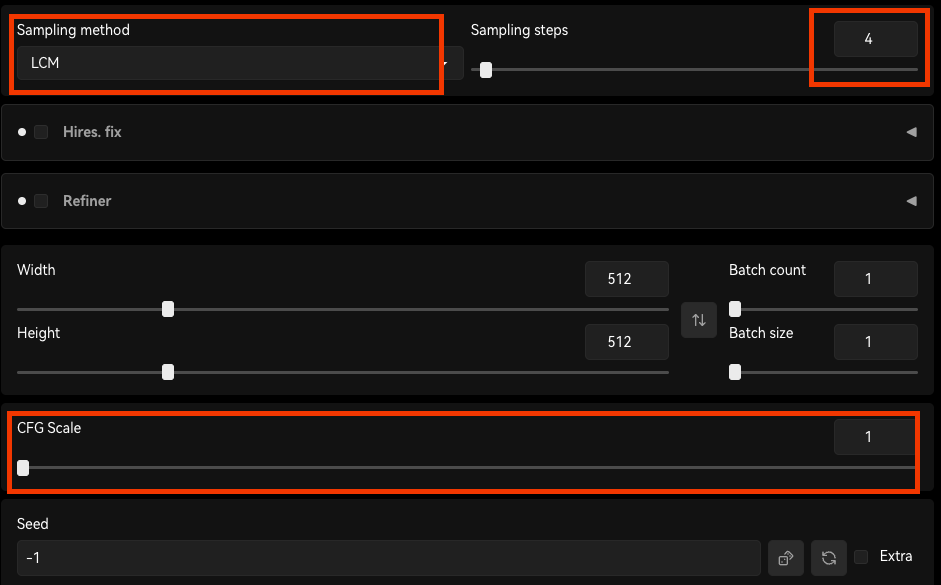 Sampling method
Sampling steps
4
LCM
Hires. fix
Refiner
Width
512
Batch count
1
Height
512
Batch size
1
CFG Scale
1
Seed
-1
Extra